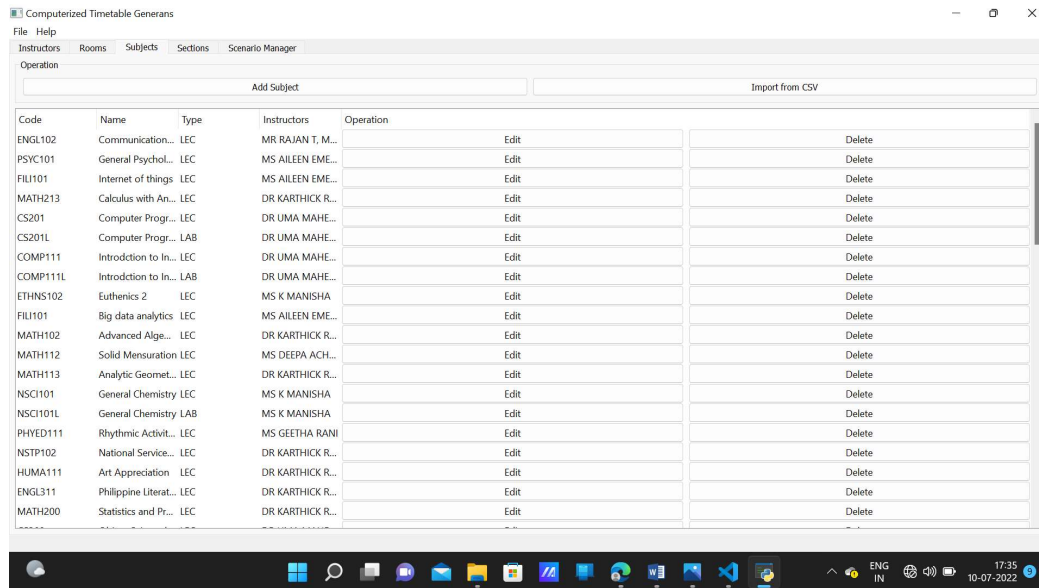 Computerized Timetable Generans
File Help
Instructors Rooms Subjects Sections Scenario Manager
Operation
Add Subject Import from CSV
Code Name Type Instructors Operation
ENGL102 Communication... LEC MR RAJAN T, M... Edit Delete
PSYC101 General Psychol... LEC MS AILEEN EME... Edit Delete
FILI101 Internet of things LEC MS AILEEN EME... Edit Delete
MATH213 Calculus with An... LEC DR KARTHICK R... Edit Delete
CS201 Computer Progr... LEC DR UMA MAHE... Edit Delete
CS201L Computer Progr... LAB DR UMA MAHE... Edit Delete
COMP111 Introdction to In... LEC DR UMA MAHE... Edit Delete
COMP111L Introdction to In... LAB DR UMA MAHE... Edit Delete
ETHNS102 Euthenics 2 LEC MS K MANISHA Edit Delete
FILI101 Big data analytics LEC MS AILEEN EME... Edit Delete
MATH102 Advanced Alge... LEC DR KARTHICK R... Edit Delete
MATH112 Solid Mensuration LEC MS DEEPA ACH... Edit Delete
MATH113 Analytic Geomet... LEC DR KARTHICK R... Edit Delete
NSCI101 General Chemistry LEC MS K MANISHA Edit Delete
NSCI101L General Chemistry LAB MS K MANISHA Edit Delete
PHYED111 Rhythmic Activit... LEC MS GEETHA RANI Edit Delete
NSTP102 National Service... LEC DR KARTHICK R... Edit Delete
HUMA111 Art Appreciation LEC DR KARTHICK R... Edit Delete
ENGL311 Philippine Literat... LEC DR KARTHICK R... Edit Delete
MATH200 Statistics and Pr... LEC DR KARTHICK R... Edit Delete
ENG 17:35
IN 10-07-2022 9